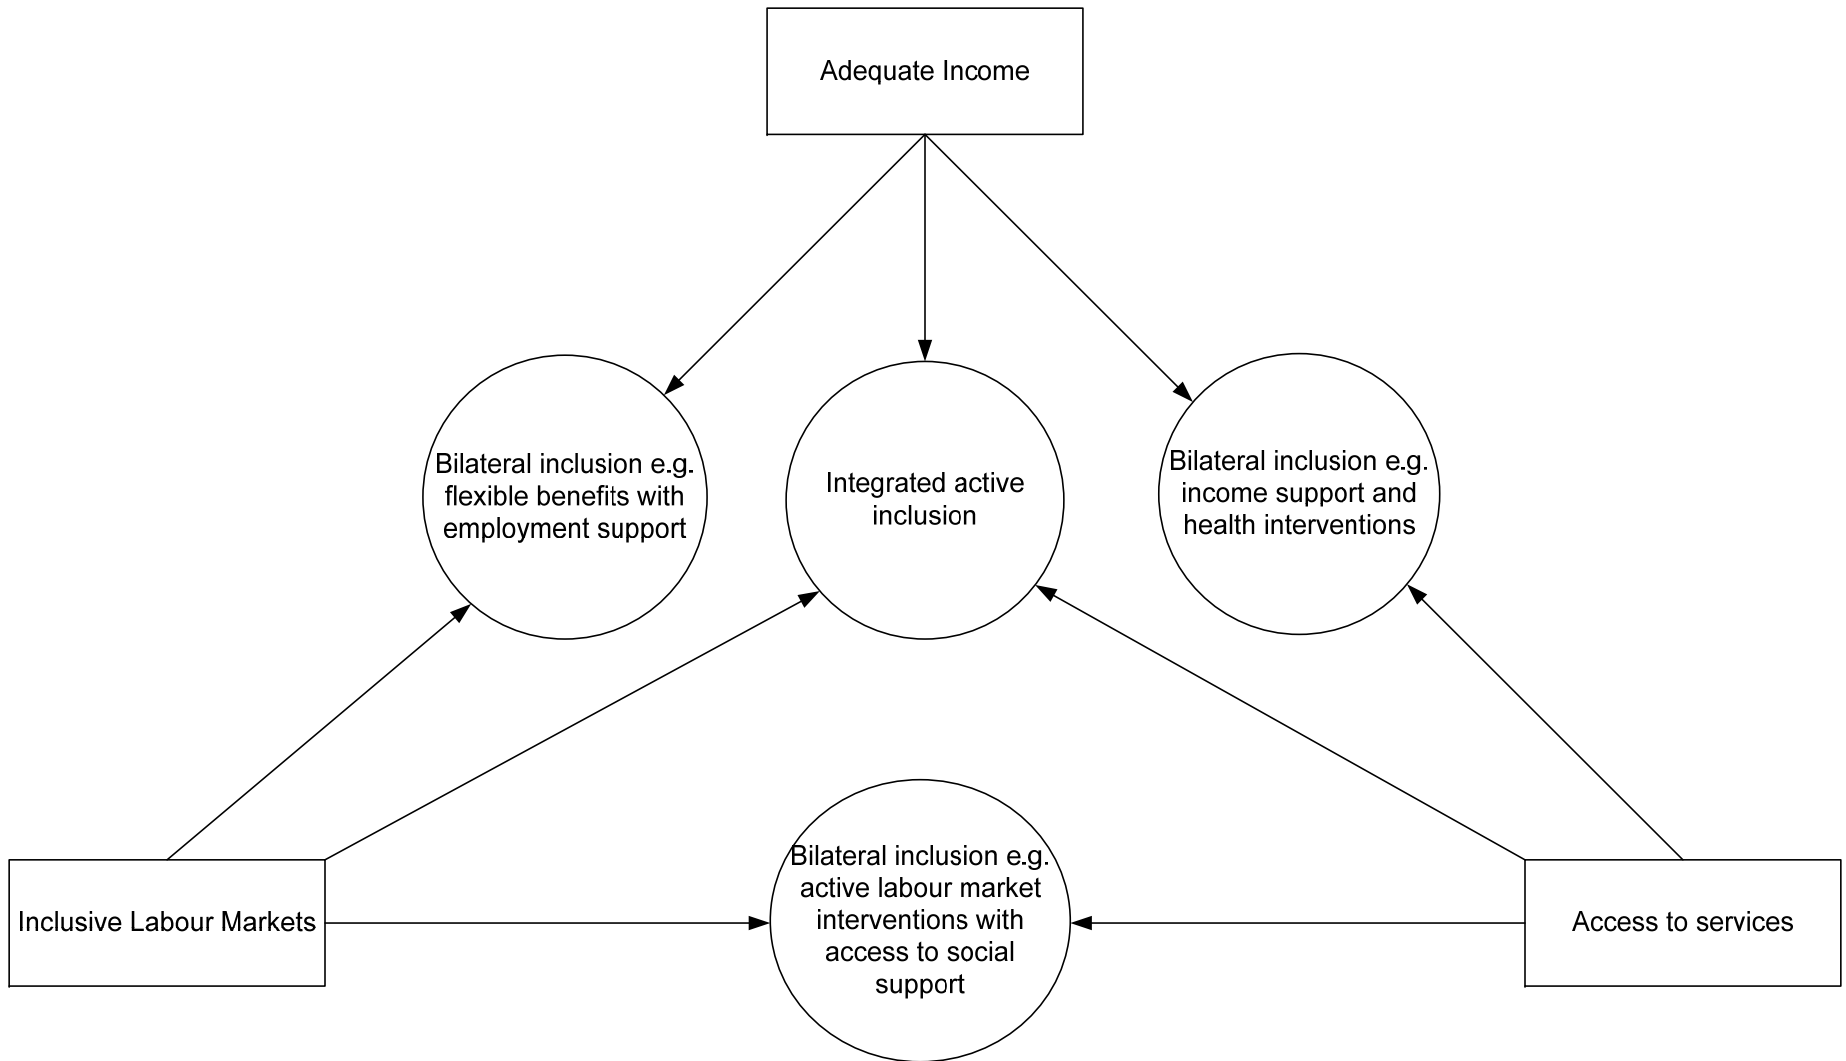 Adequate Income
Bilateral inclusion e.g.
flexible benefits with
employment support
Integrated active
inclusion
Bilateral inclusion e.g.
income support and
health interventions
Inclusive Labour Markets
Bilateral inclusion e.g.
active labour market
interventions with
access to social
support
Access to services